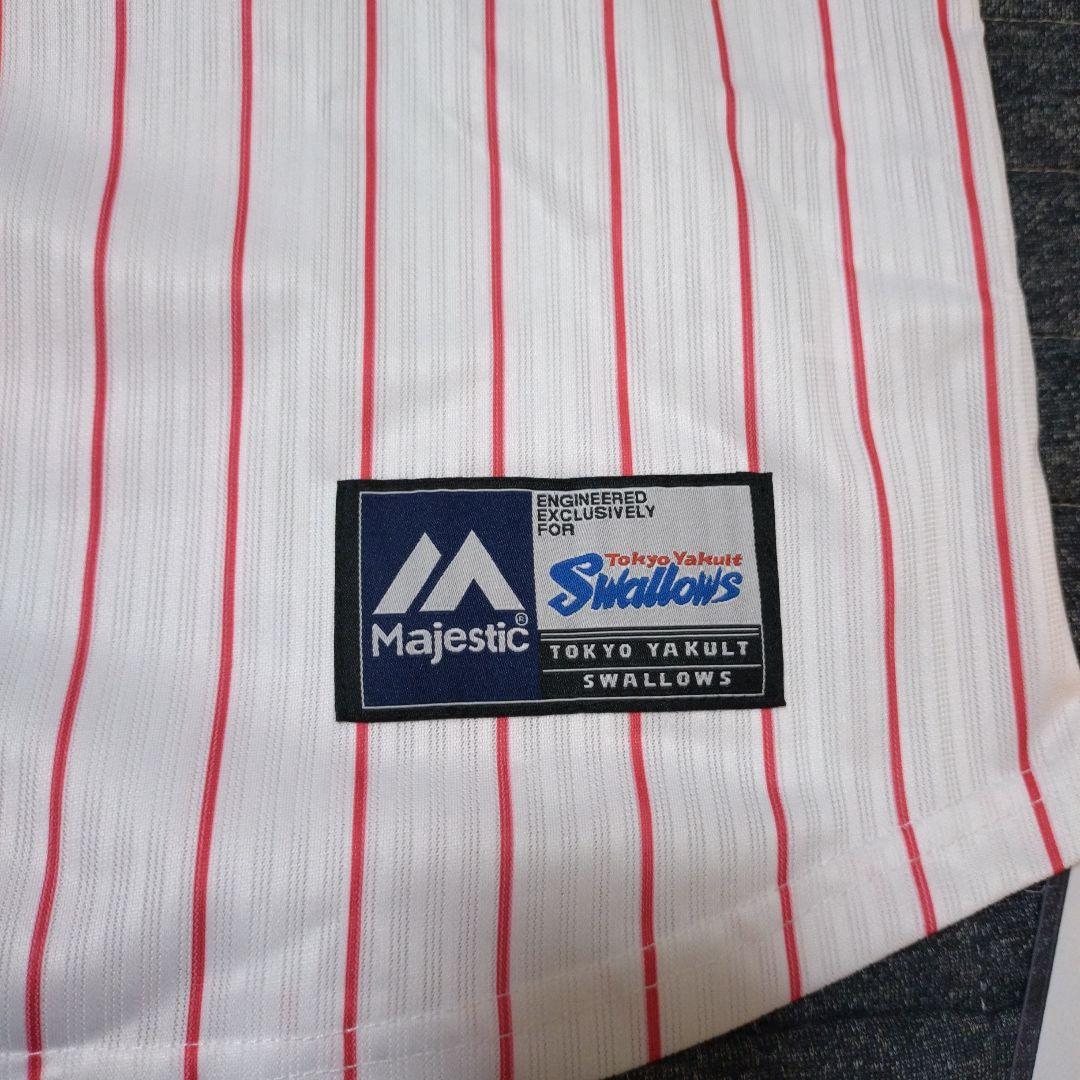 Majestic®
ENGINEERED
EXCLUSIVELY
FOR
Tokyo Yakult
Swallows
TOKYO YAKULT
SWALLOWS